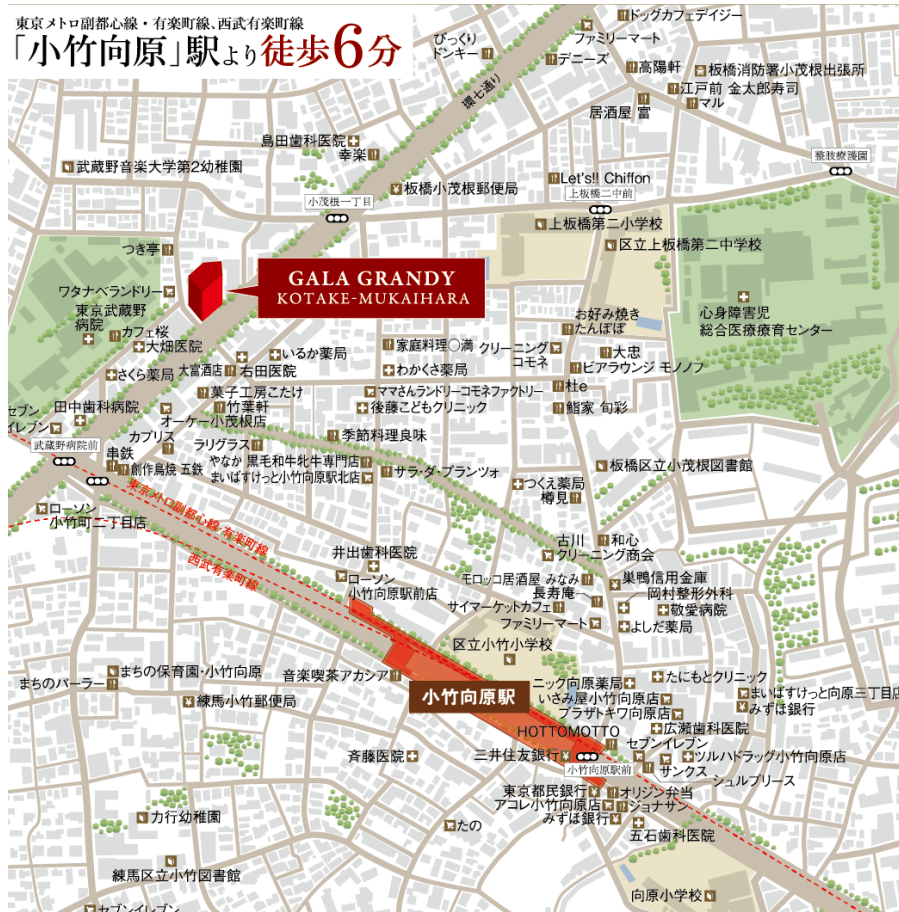 東京メトロ副都心線・有楽町線、西武有楽町線
「小竹向原」駅より徒歩6分
ドッグカフェデイジー
ファミリーマート
びっくり
ドンキー
デニーズ
高陽軒
板橋消防署小茂根出張所
江戸前 金太郎寿司
マル
居酒屋 富
環七通り
島田歯科医院
幸楽
武蔵野音楽大学第2幼稚園
整肢療護園
Let's!! Chiffon
板橋小茂根郵便局
上板橋二中前
小茂根一丁目
上板橋第二小学校
区立上板橋第二中学校
つき亭
GALA GRANDY
KOTAKE-MUKAIHARA
ワタナベランドリー
東京武蔵野
病院
カフェ桜
大畑医院
心身障害児
総合医療療育センター
お好み焼き
たんぽぽ
家庭料理〇満
クリーニング
コモネ
大忠
ビアラウンジ モノノフ
いるか薬局
わかくさ薬局
さくら薬局
大富酒店
右田医院
菓子工房こたけ
ママさんランドリーコモネファクトリー
杜e
竹葉軒
後藤こどもクリニック
鮨家 旬彩
セブン
イレブン
田中歯科病院
オーケー小茂根店
カプリス
ラリグラス
季節料理良味
武蔵野病院前
串鉄
創作鳥焼 五鉄
やなか 黒毛和牛牝牛専門店
まいばすけっと小竹向原駅北店
サラ・ダ・プランツォ
板橋区立小茂根図書館
つくえ薬局
樽見
東京メトロ副都心線・有楽町線
ローソン
小竹町二丁目店
西武有楽町線
古川
クリーニング商会
和心
井出歯科医院
ローソン
小竹向原駅前店
モロッコ居酒屋 みなみ
巣鴨信用金庫
長寿庵
岡村整形外科
サイマーケットカフェ
敬愛病院
ファミリーマート
よしだ薬局
区立小竹小学校
まちの保育園・小竹向原
まちのパーラー
音楽喫茶アカシア
小竹向原駅
練馬小竹郵便局
ニック向原薬局
たにもとクリニック
いさみ屋小竹向原店
まいばすけっと向原三丁目店
プラザトキワ向原店
みずほ銀行
HOTTOMOTTO
広瀬歯科医院
セブンイレブン
斉藤医院
三井住友銀行
ツルハドラッグ小竹向原店
小竹向原駅前
サンクス
シュルプリース
東京都民銀行
オリジン弁当
アコレ小竹向原店
ジョナサン
みずほ銀行
力行幼稚園
たの
五石歯科医院
練馬区立小竹図書館
向原小学校
セブンイレブン